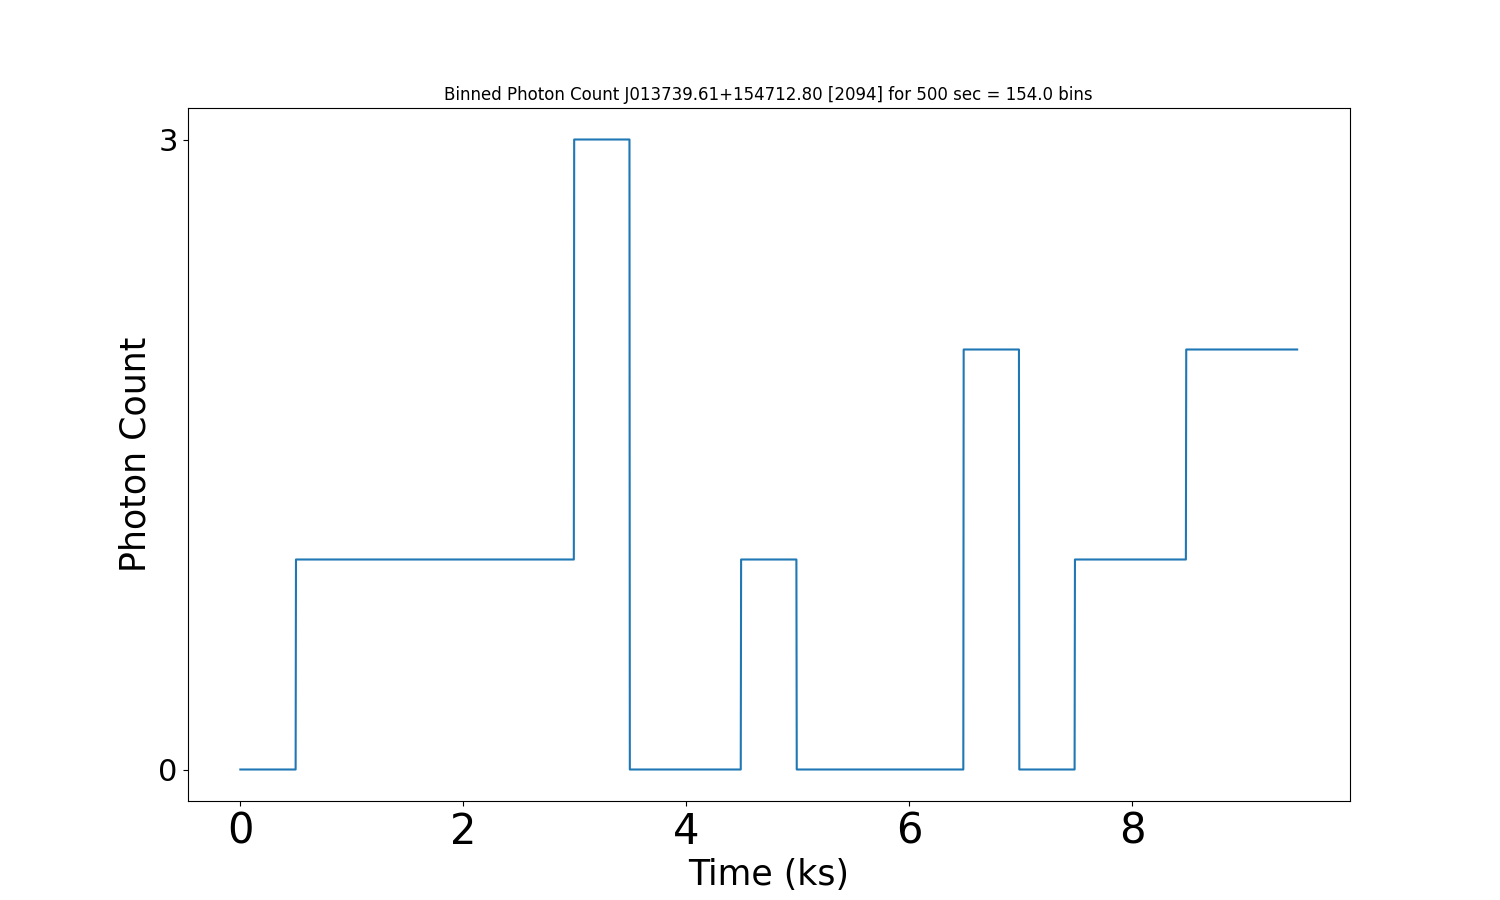 Binned Photon Count J013739.61+154712.80 [2094] for 500 sec = 154.0 bins
3
Photon Count
0
0 2 4 6 8
Time (ks)